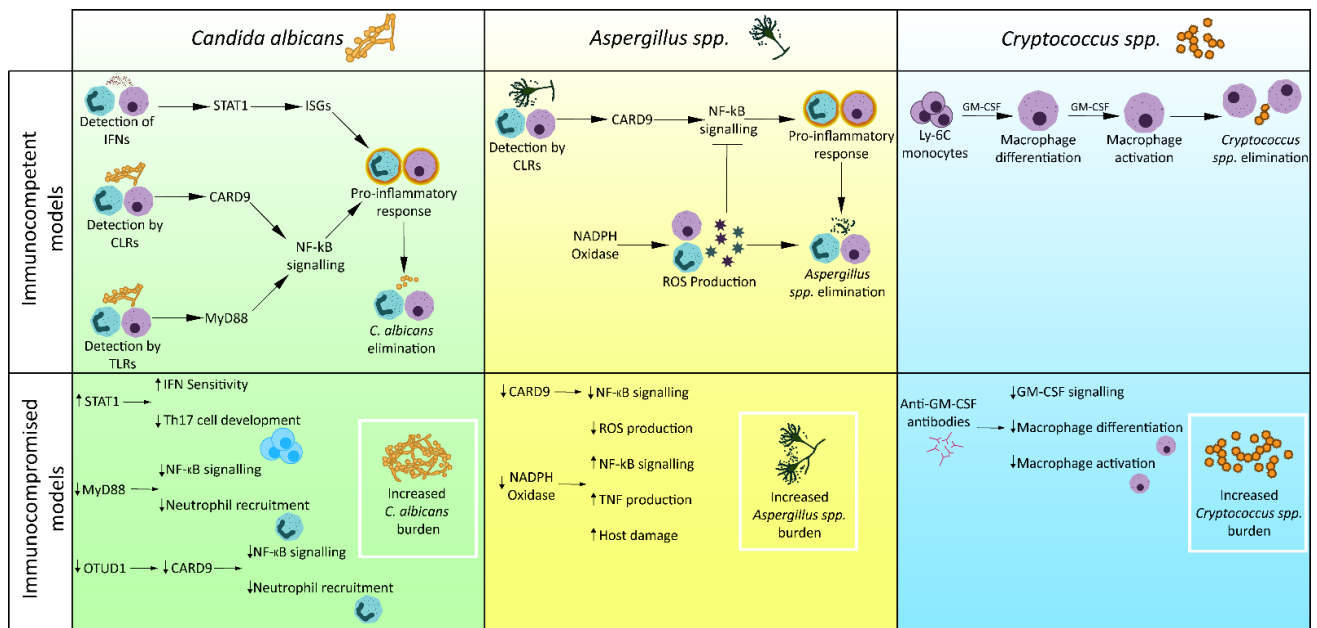 Candida albicans
Aspergillus spp.
Cryptococcus spp.
Immunocompetent
models
Detection of
IFNs
STAT1
ISGs
Detection by
CLRs
CARD9
NF-kB
signalling
Pro-inflammatory
response
Detection by
TLRs
MyD88
C. albicans
elimination
Detection by
CLRs
CARD9
NF-kB
signalling
Pro-inflammatory
response
NADPH
Oxidase
ROS Production
Aspergillus
spp. elimination
Ly-6C
monocytes
GM-CSF
Macrophage
differentiation
GM-CSF
Macrophage
activation
Cryptococcus
spp. elimination
Immunocompromised
models
↑STAT1
↑IFN Sensitivity
↓Th17 cell development
↓MyD88
↓NF-κB signalling
↓Neutrophil recruitment
↓OTUD1
↓CARD9
↓NF-κB signalling
↓Neutrophil recruitment
Increased
C. albicans
burden
↓CARD9
↓NF-κB signalling
↓NADPH
Oxidase
↓ROS production
↑NF-kB signalling
↑TNF production
↑Host damage
Increased
Aspergillus spp.
burden
Anti-GM-CSF
antibodies
↓GM-CSF signalling
↓Macrophage differentiation
↓Macrophage activation
Increased
Cryptococcus spp.
burden